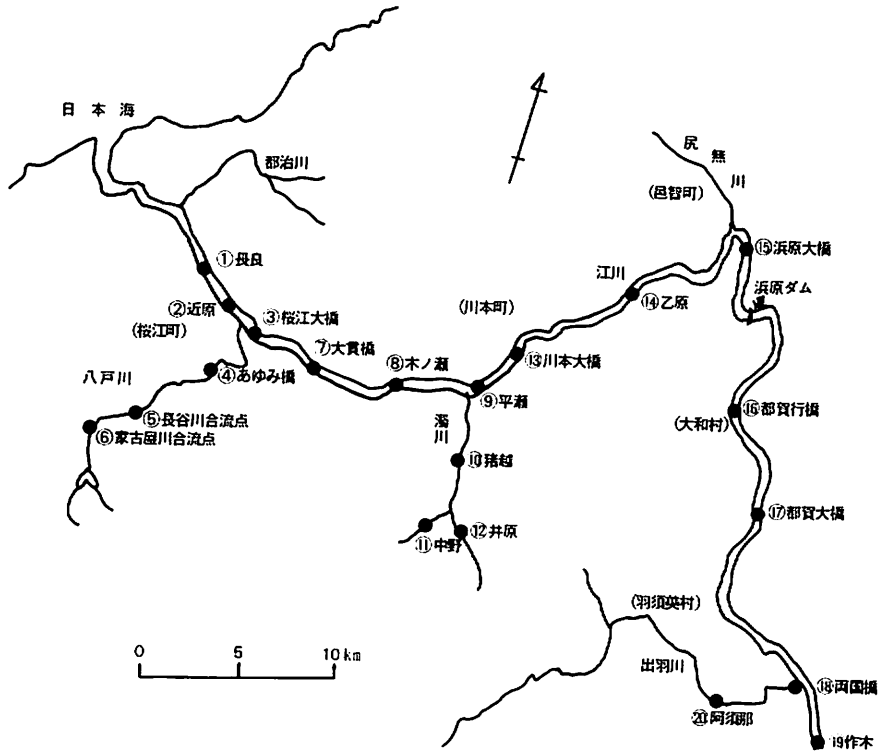 日本海
都治川
①長良
②近原
③桜江大橋
(桜江町)
④あゆみ橋
八戸川
⑤長谷川合流点
⑥家古屋川合流点
⑦大貫橋
⑧木ノ瀬
(川本町)
⑨平瀬
濁川
⑩猪越
⑪中野
⑫井原
⑬川本大橋
江川
⑭乙原
尻無川
(邑智町)
⑮浜原大橋
浜原ダム
⑯都賀行橋
(大和村)
⑰都賀大橋
(羽須英村)
出羽川
⑱両国橋
⑲作木
⑳阿須那
0 5 10km